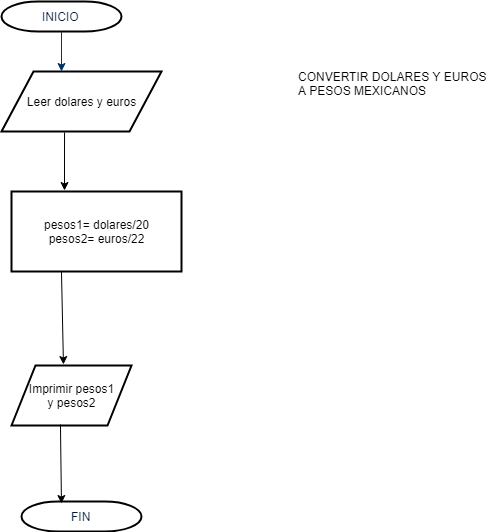 INICIO
CONVERTIR DOLARES Y EUROS
A PESOS MEXICANOS
Leer dolares y euros
pesos1= dolares/20
pesos2= euros/22
Imprimir pesos1
y pesos2
FIN